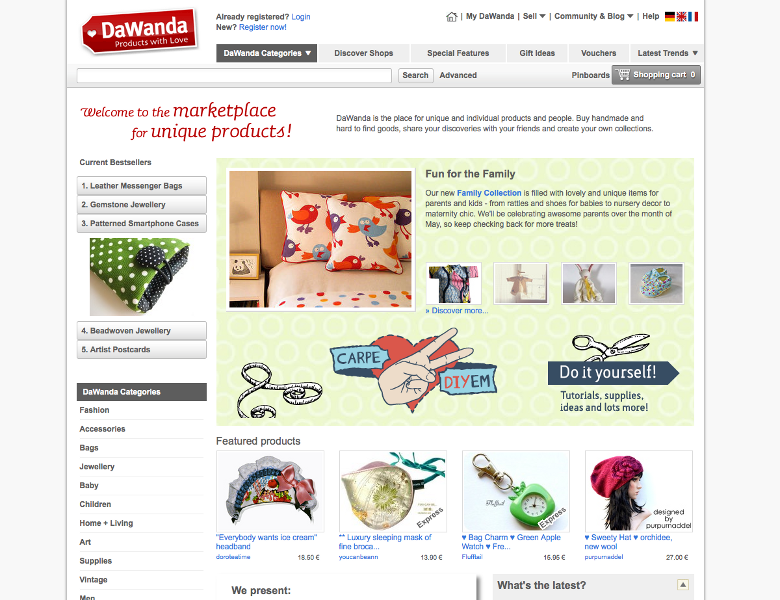 DaWanda
Products with Love
Already registered? Login
New? Register now!
My DaWanda | Sell | Community & Blog | Help
DaWanda Categories
Discover Shops
Special Features
Gift Ideas
Vouchers
Latest Trends
Search
Advanced
Pinboards
Shopping cart 0
Welcome to the marketplace
for unique products!
DaWanda is the place for unique and individual products and people. Buy handmade and
hard to find goods, share your discoveries with your friends and create your own collections.
Current Bestsellers
1. Leather Messenger Bags
2. Gemstone Jewellery
3. Patterned Smartphone Cases
4. Beadwoven Jewellery
5. Artist Postcards
Fun for the Family
Our new Family Collection is filled with lovely and unique items for
parents and kids - from rattles and shoes for babies to nursery decor to
maternity chic. We'll be celebrating awesome parents over the month of
May, so keep checking back for more treats!
» Discover more...
CARPE
DIYEM
Do it yourself!
Tutorials, supplies,
ideas and lots more!
DaWanda Categories
Fashion
Accessories
Bags
Jewellery
Baby
Children
Home + Living
Art
Supplies
Vintage
Men
Featured products
Express
Express
designed by
purpurnaddel
"Everybody wants ice cream"
headband
doroteatime
18.50 €
** Luxury sleeping mask of
fine broca...
youcanbeann
13.80 €
♥ Bag Charm ♥ Green Apple
Watch ♥ Fre...
Flufftail
15.95 €
♥ Sweety Hat ♥ orchidee,
new wool
purpurnaddel
27.00 €
We present:
What's the latest?